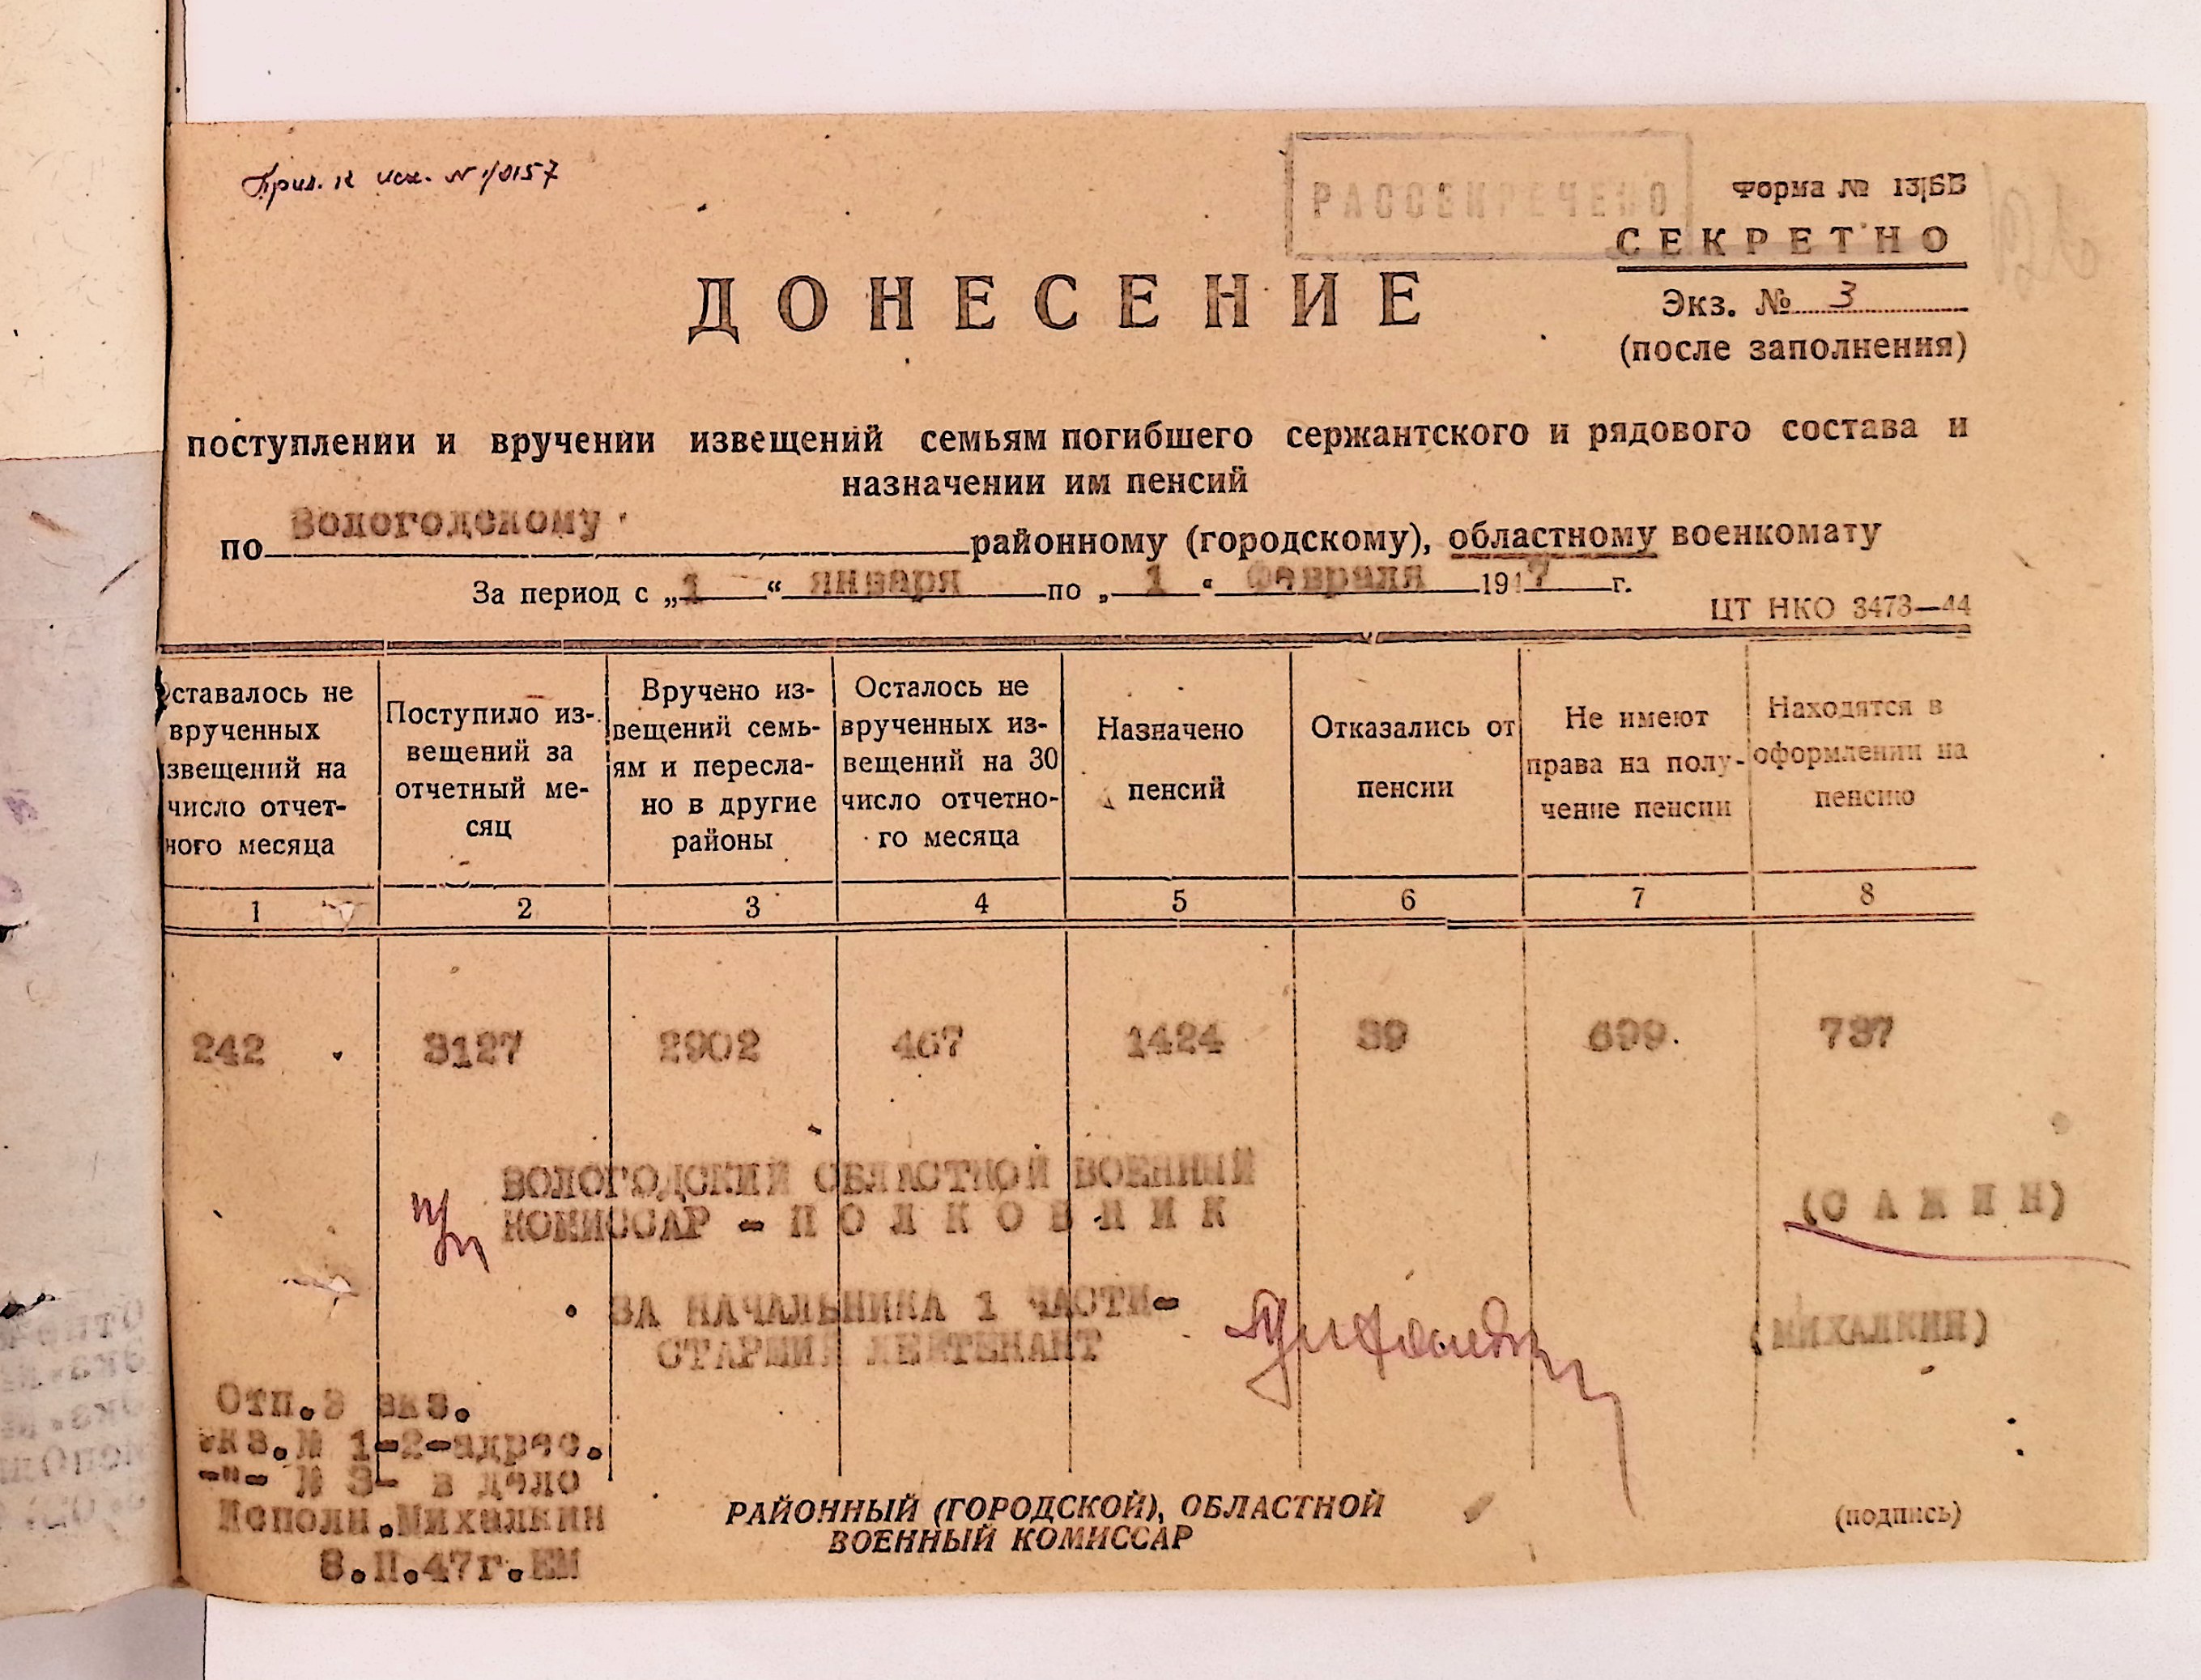 Прил. к исх. № 1/0157
РАССЕКРЕЧЕНО
Форма № 13/БВ
СЕКРЕТНО
Экз. № 3
(после заполнения)
ДОНЕСЕНИЕ
поступлении и вручении извещений семьям погибшего сержантского и рядового состава и
назначении им пенсий
по Вологодскому районному (городскому), областному военкомату
За период с „1“ января по „1“ февраля 1947 г.
ЦТ НКО 3473—44
ставалось не
врученных
звещений на
число отчет-
ного месяца
Поступило из-
вещений за
отчетный ме-
сяц
Вручено из-
вещений семь-
ям и пересла-
но в другие
районы
Осталось не
врученных из-
вещений на 30
число отчетно-
го месяца
Назначено
пенсий
Отказались от
пенсии
Не имеют
права на полу-
чение пенсии
Находятся в
оформлении на
пенсию
1 2 3 4 5 6 7 8
242 3127 2902 467 1424 39 699. 737
ВОЛОГОДСКИЙ ОБЛАСТНОЙ ВОЕННЫЙ
п/п КОМИССАР - ПОЛКОВНИК (САЖИН)
ЗА НАЧАЛЬНИКА 1 ЧАСТИ-
СТАРШИЙ ЛЕЙТЕНАНТ (МИХАЛКИН)
Отп.3 экз.
экз.№ 1-2-адрес.
-"- № 3- в дело
Исполн.Михалкин
8.II.47г.ЕМ
РАЙОННЫЙ (ГОРОДСКОЙ), ОБЛАСТНОЙ
ВОЕННЫЙ КОМИССАР
(подпись)